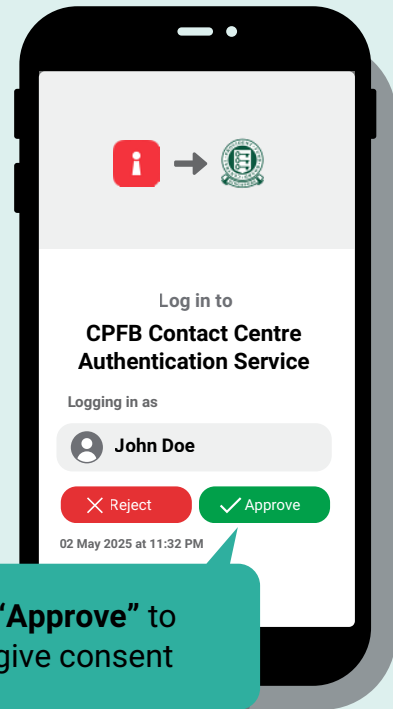 Log in to
CPFB Contact Centre
Authentication Service
Logging in as
John Doe
Reject
Approve
02 May 2025 at 11:32 PM
“Approve” to
give consent